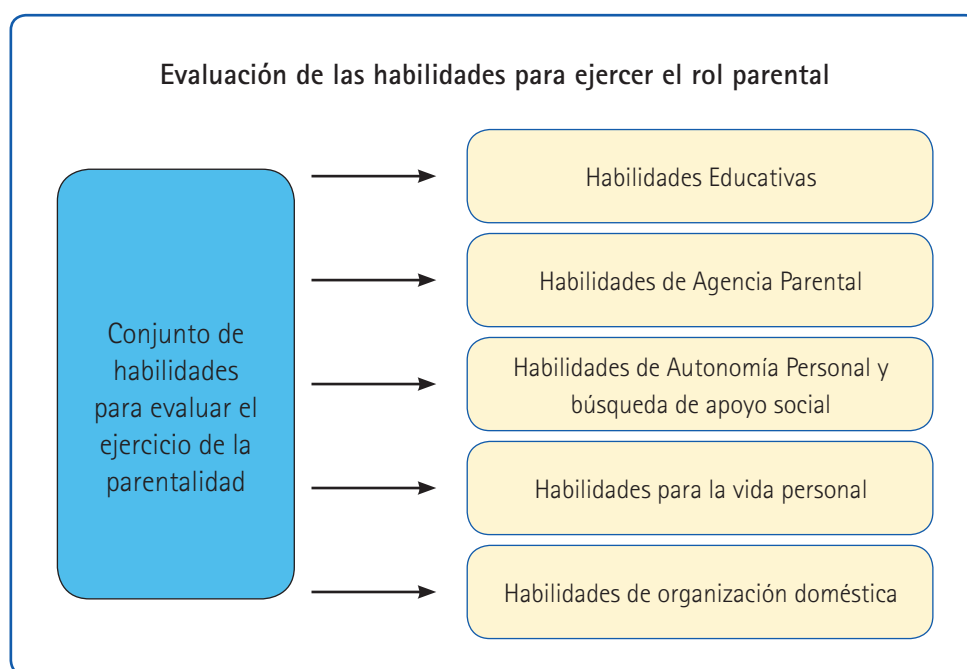 Evaluación de las habilidades para ejercer el rol parental
Conjunto de
habilidades
para evaluar el
ejercicio de la
parentalidad
Habilidades Educativas
Habilidades de Agencia Parental
Habilidades de Autonomía Personal y
búsqueda de apoyo social
Habilidades para la vida personal
Habilidades de organización doméstica